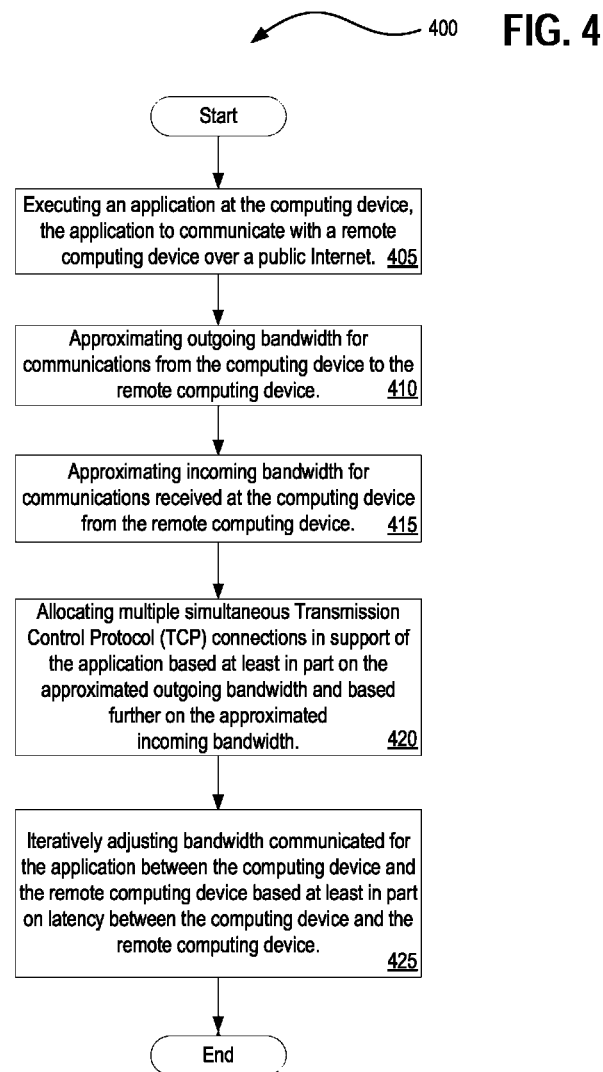 400 FIG. 4
Start
Executing an application at the computing device,
the application to communicate with a remote
computing device over a public Internet. 405
Approximating outgoing bandwidth for
communications from the computing device to the
remote computing device. 410
Approximating incoming bandwidth for
communications received at the computing device
from the remote computing device. 415
Allocating multiple simultaneous Transmission
Control Protocol (TCP) connections in support of
the application based at least in part on the
approximated outgoing bandwidth and based
further on the approximated
incoming bandwidth. 420
Iteratively adjusting bandwidth communicated for
the application between the computing device and
the remote computing device based at least in part
on latency between the computing device and the
remote computing device.
425
End